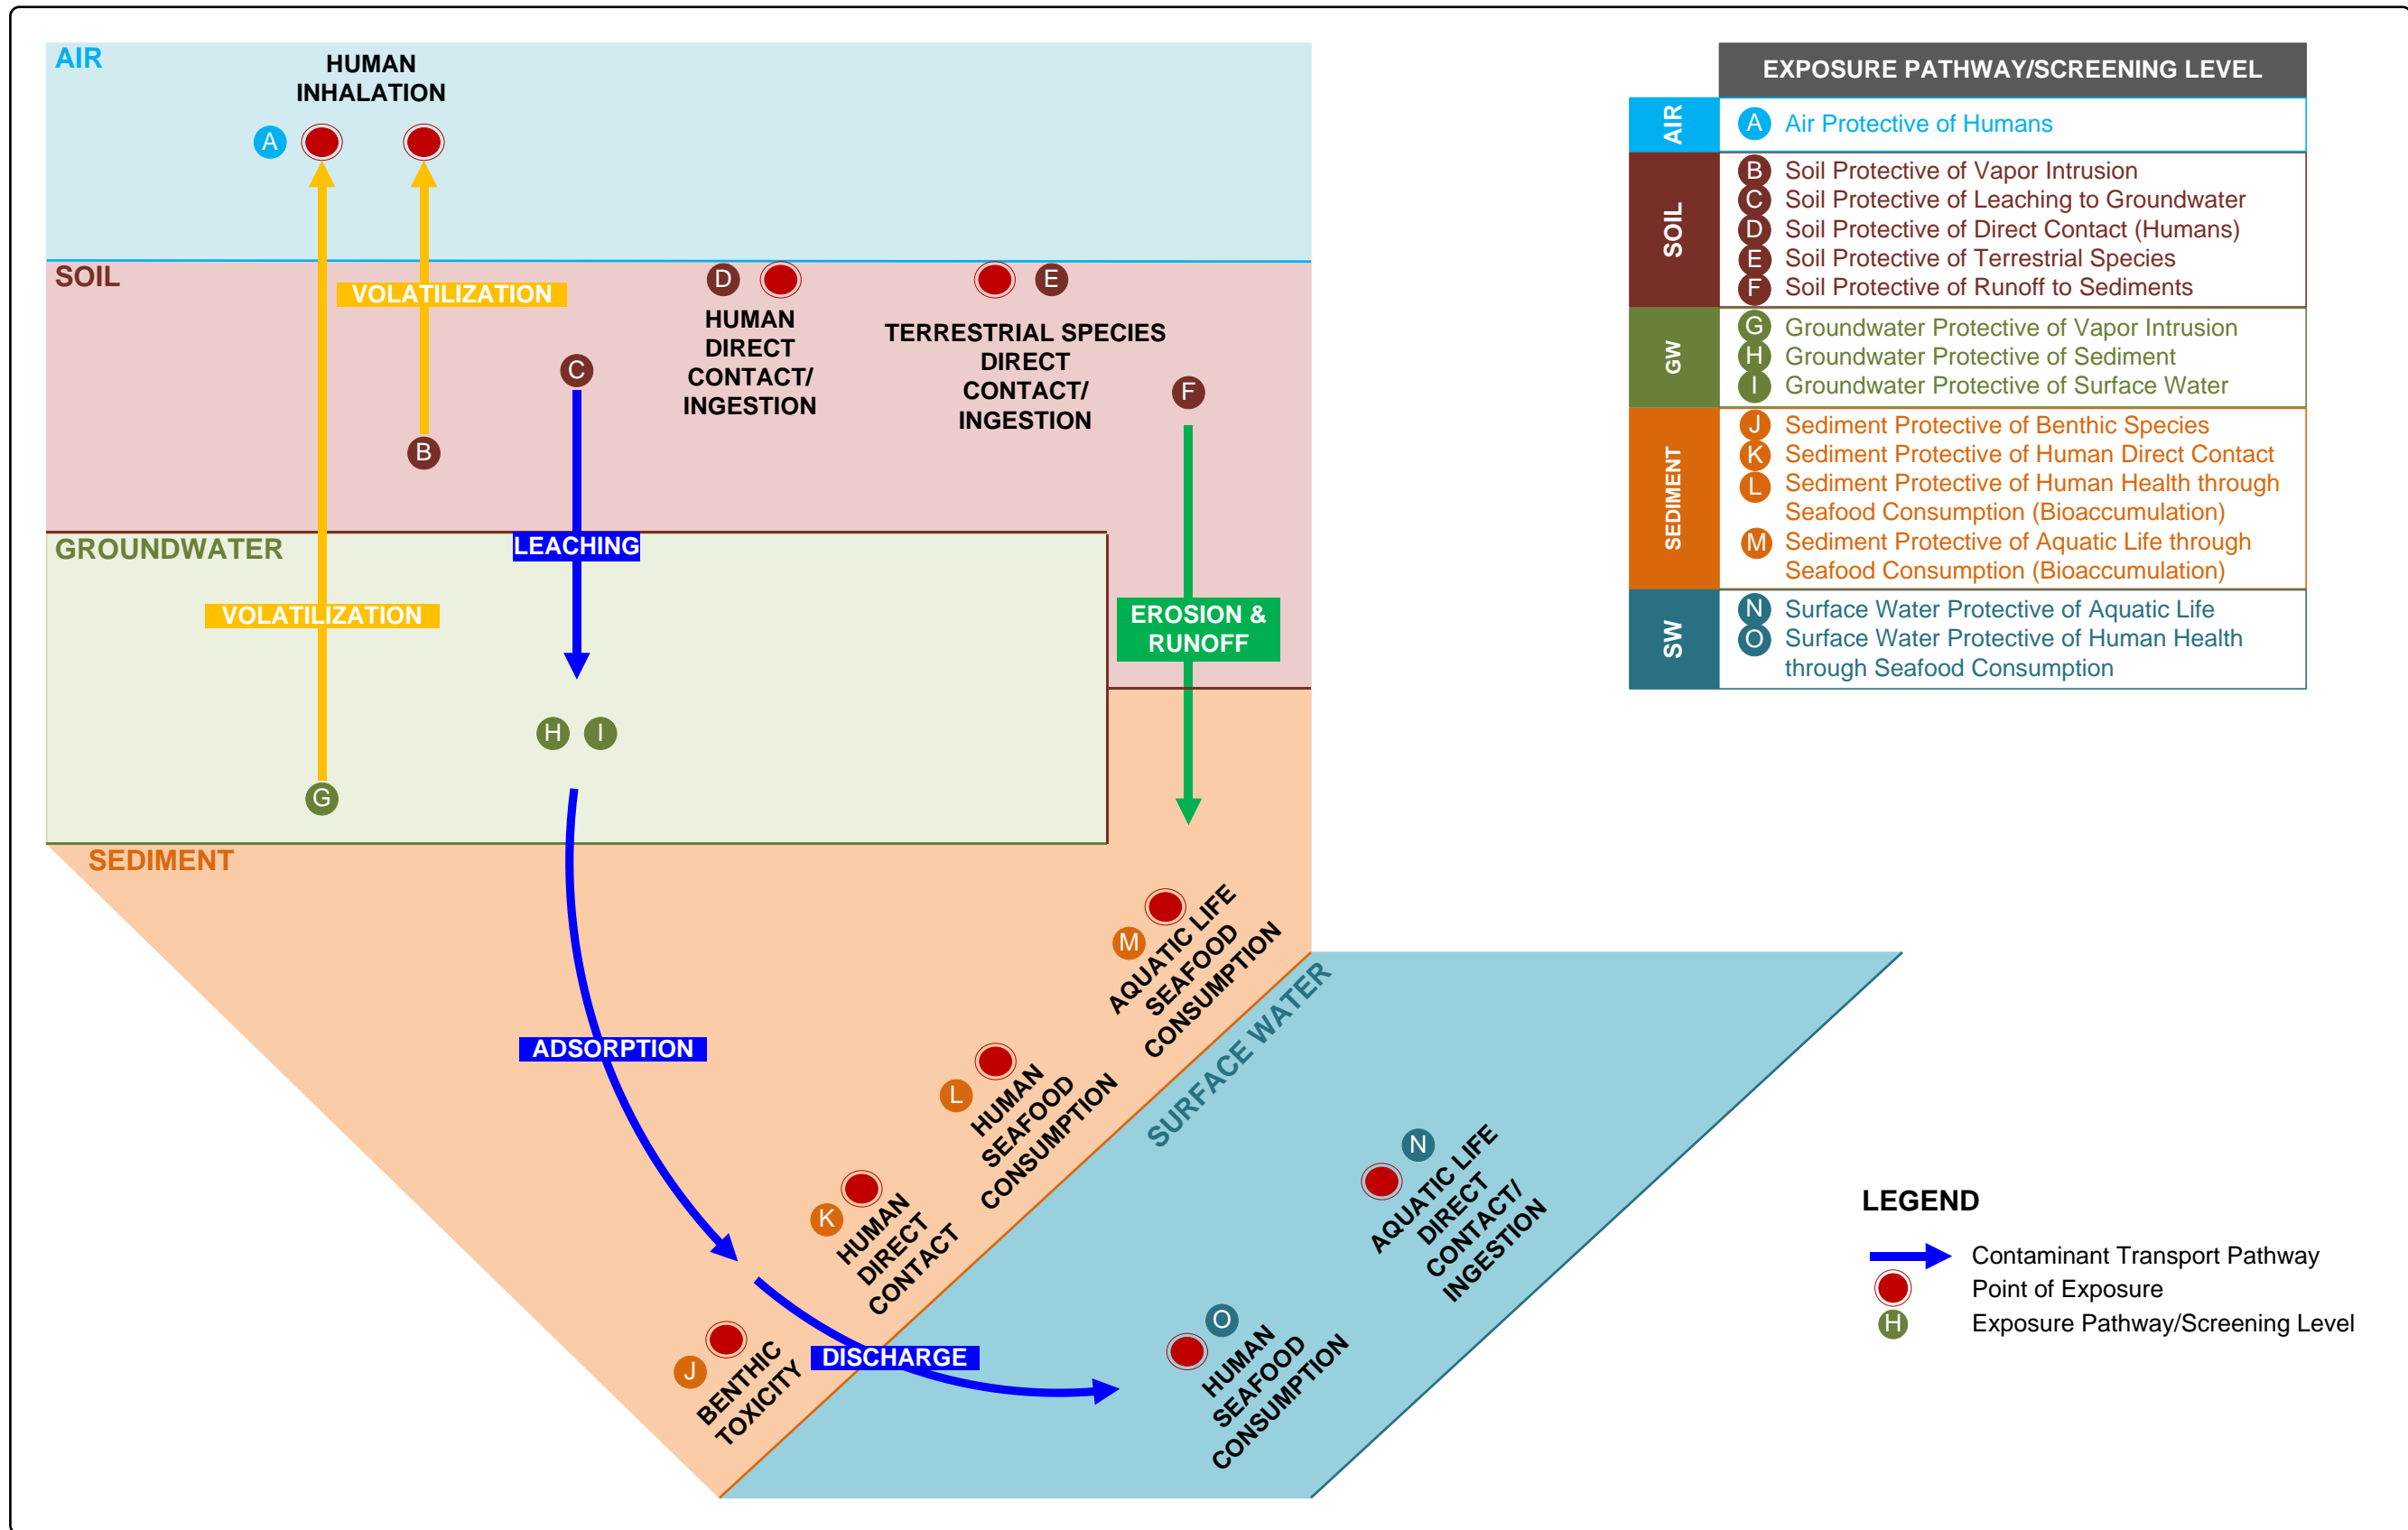 AIR
HUMAN
INHALATION
A
SOIL
VOLATILIZATION
B
C
D
HUMAN
DIRECT
CONTACT/
INGESTION
E
TERRESTRIAL SPECIES
DIRECT
CONTACT/
INGESTION
F
GROUNDWATER
LEACHING
VOLATILIZATION
EROSION &
RUNOFF
H I
G
SEDIMENT
ADSORPTION
M
AQUATIC LIFE
SEAFOOD
CONSUMPTION
L
HUMAN
SEAFOOD
CONSUMPTION
K
HUMAN
DIRECT
CONTACT
J
BENTHIC
TOXICITY
DISCHARGE
SURFACE WATER
N
AQUATIC LIFE
DIRECT
CONTACT/
INGESTION
O
HUMAN
SEAFOOD
CONSUMPTION
EXPOSURE PATHWAY/SCREENING LEVEL
AIR
A Air Protective of Humans
SOIL
B Soil Protective of Vapor Intrusion
C Soil Protective of Leaching to Groundwater
D Soil Protective of Direct Contact (Humans)
E Soil Protective of Terrestrial Species
F Soil Protective of Runoff to Sediments
GW
G Groundwater Protective of Vapor Intrusion
H Groundwater Protective of Sediment
I Groundwater Protective of Surface Water
SEDIMENT
J Sediment Protective of Benthic Species
K Sediment Protective of Human Direct Contact
L Sediment Protective of Human Health through
Seafood Consumption (Bioaccumulation)
M Sediment Protective of Aquatic Life through
Seafood Consumption (Bioaccumulation)
SW
N Surface Water Protective of Aquatic Life
O Surface Water Protective of Human Health
through Seafood Consumption
LEGEND
Contaminant Transport Pathway
Point of Exposure
H Exposure Pathway/Screening Level